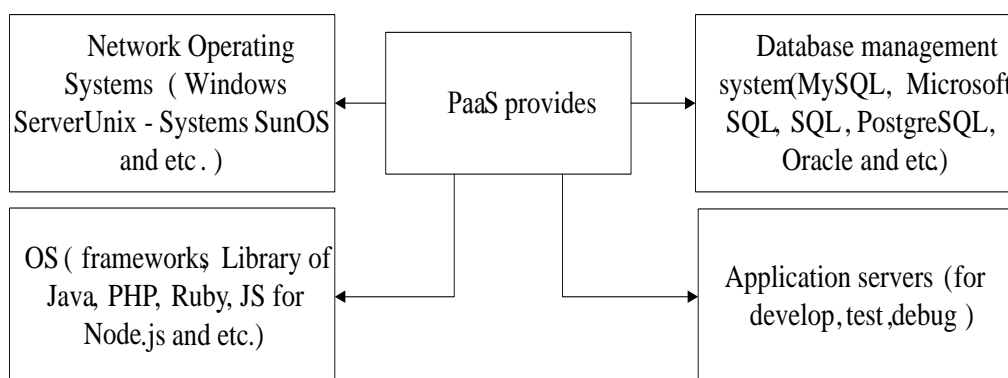 Network Operating
Systems ( Windows
ServerUnix - Systems SunOS
and etc . )
PaaS provides
Database management
system(MySQL, Microsoft
SQL, SQL , PostgreSQL,
Oracle and etc.)
OS ( frameworks, Library of
Java, PHP, Ruby, JS for
Node.js and etc.)
Application servers (for
develop, test ,debug )